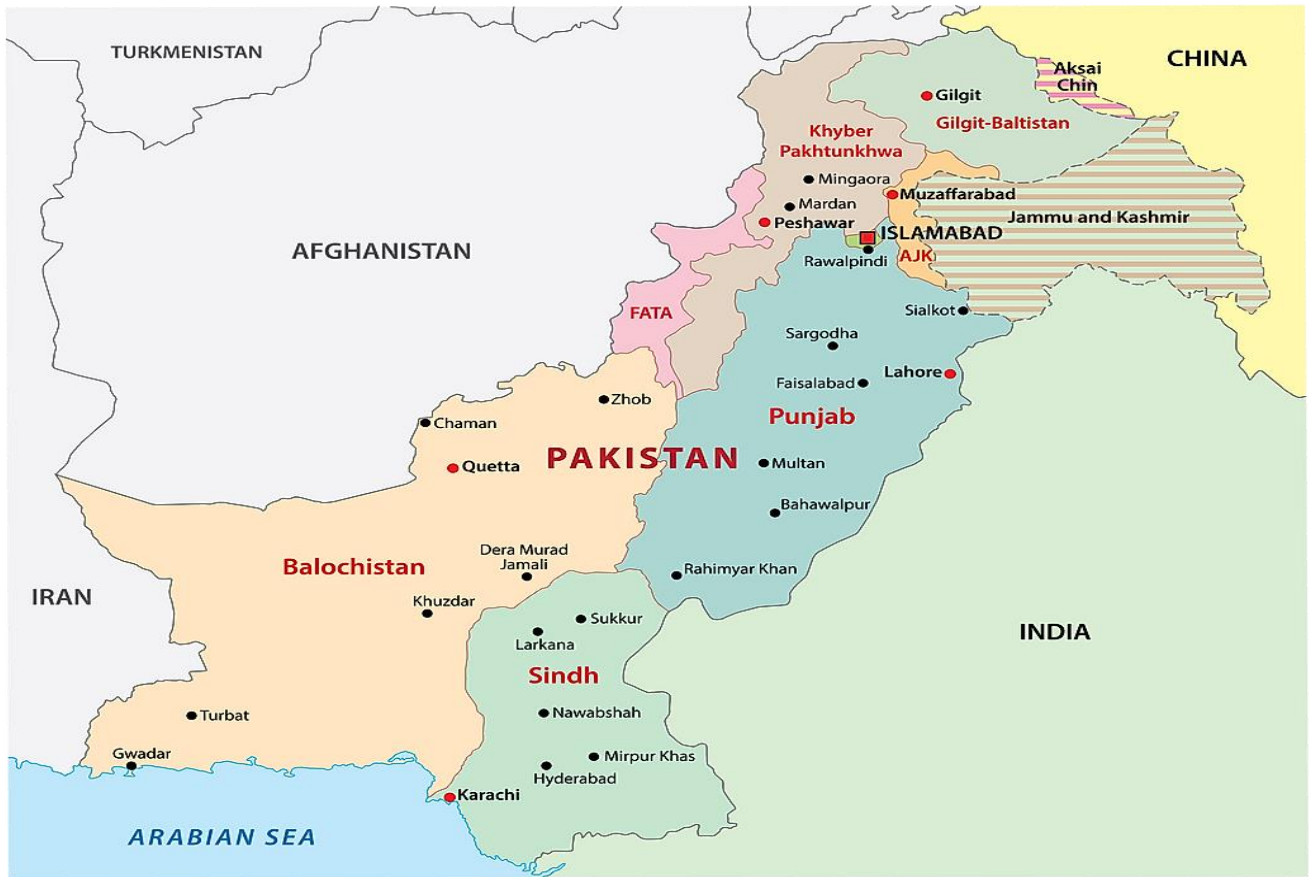 TURKMENISTAN
CHINA
Aksai
Chin
Gilgit
Gilgit-Baltistan
Khyber
Pakhtunkhwa
Mingaora
Muzaffarabad
Mardan
Jammu and Kashmir
Peshawar
ISLAMABAD
AFGHANISTAN
Rawalpindi
AJK
FATA
Sialkot
Sargodha
Lahore
Faisalabad
Zhob
Punjab
Chaman
PAKISTAN
Quetta
Multan
Bahawalpur
Dera Murad
Jamali
Balochistan
Rahimyar Khan
IRAN
Khuzdar
Sukkur
INDIA
Larkana
Sindh
Turbat
Nawabshah
Gwadar
Mirpur Khas
Hyderabad
Karachi
ARABIAN SEA